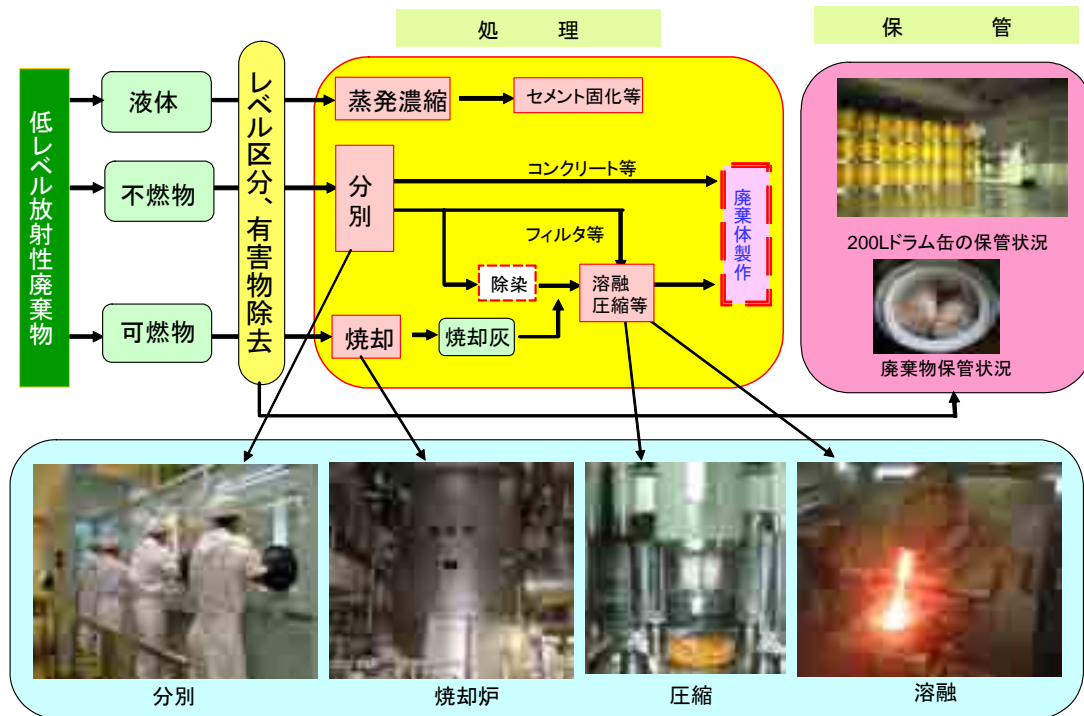 処　　理
保　　管
低レベル放射性廃棄物
液体
不燃物
可燃物
レベル区分、有害物除去
蒸発濃縮
セメント固化等
分別
コンクリート等
フィルタ等
除染
溶融
圧縮等
焼却
焼却灰
廃棄体製作
200Lドラム缶の保管状況
廃棄物保管状況
分別
焼却炉
圧縮
溶融